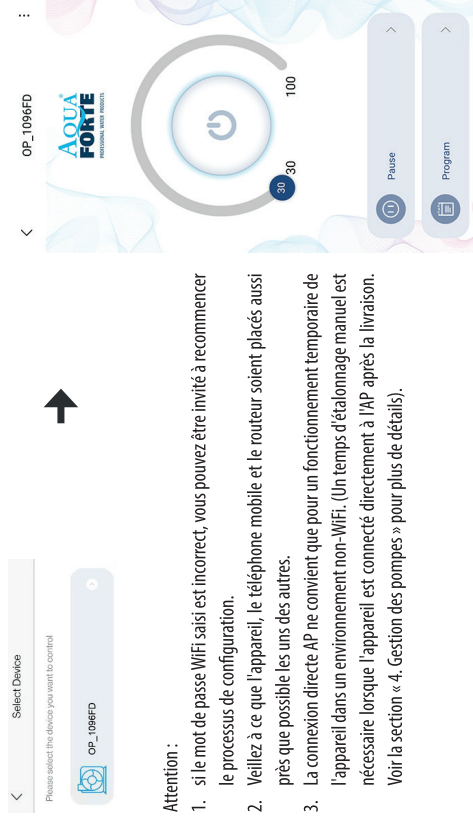 Select Device
Please select the device you want to control
OP_1096FD
OP_1096FD
AQUA®
FORTE
PROFESSIONAL WATER PRODUCTS
30
30
100
Pause
Program
Attention :
1. si le mot de passe WiFi saisi est incorrect, vous pouvez être invité à recommencer
le processus de configuration.
2. Veillez à ce que l'appareil, le téléphone mobile et le routeur soient placés aussi
près que possible les uns des autres.
3. La connexion directe AP ne convient que pour un fonctionnement temporaire de
l'appareil dans un environnement non-WiFi. (Un temps d'étalonnage manuel est
nécessaire lorsque l'appareil est connecté directement à l'AP après la livraison.
Voir la section « 4. Gestion des pompes » pour plus de détails).